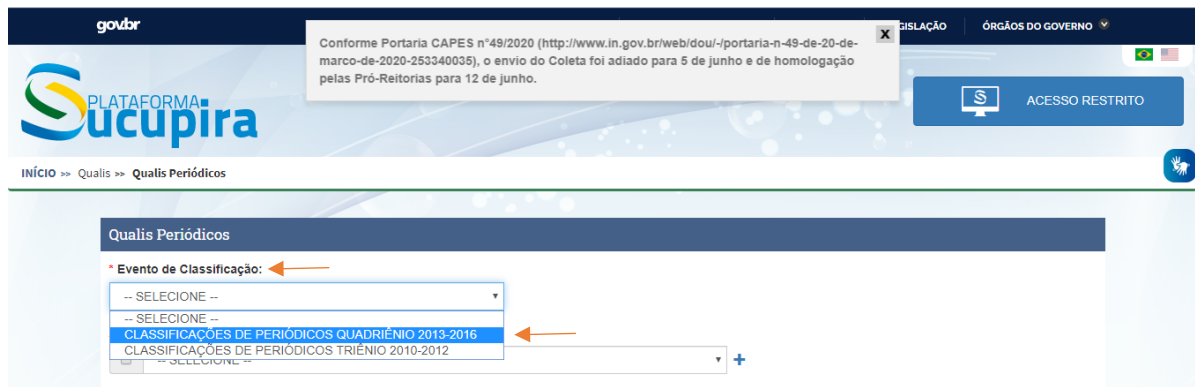 govbr
GISLAÇÃO
ÓRGÃOS DO GOVERNO
Conforme Portaria CAPES n°49/2020 (http://www.in.gov.br/web/dou/-/portaria-n-49-de-20-de-
marco-de-2020-253340035), o envio do Coleta foi adiado para 5 de junho e de homologação
pelas Pró-Reitorias para 12 de junho.
X
PLATAFORMA
Sucupira
S ACESSO RESTRITO
INÍCIO »» Qualis »» Qualis Periódicos
Qualis Periódicos
* Evento de Classificação:
-- SELECIONE --
-- SELECIONE --
CLASSIFICAÇÕES DE PERIÓDICOS QUADRIÊNIO 2013-2016
CLASSIFICAÇÕES DE PERIÓDICOS TRIÊNIO 2010-2012
-- SELECIONE -- +